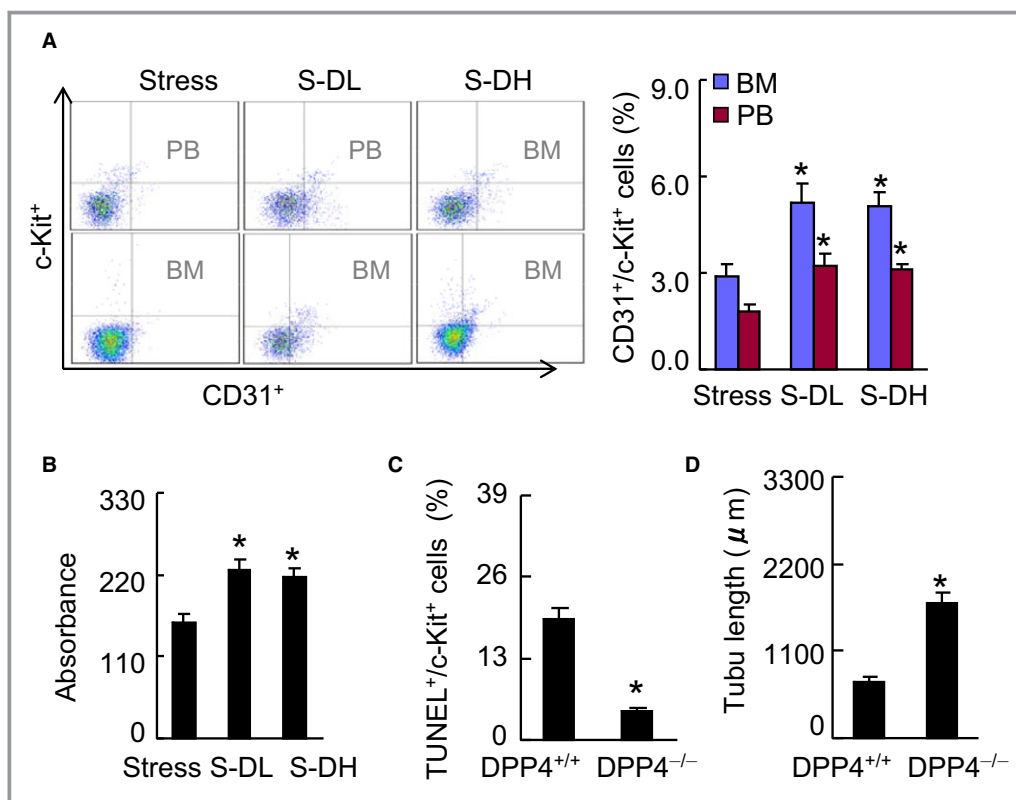 A
Stress S-DL S-DH
PB PB BM
BM BM BM
c-Kit⁺
CD31⁺
CD31⁺/c-Kit⁺ cells (%)
9.0
6.0
3.0
0.0
BM
PB
*
*
*
*
Stress S-DL S-DH
B
Absorbance
330
220
110
0
*
*
Stress S-DL S-DH
C
TUNEL⁺/c-Kit⁺ cells (%)
39
26
13
0
*
DPP4⁺/⁺ DPP4⁻/⁻
D
Tubu length (μm)
3300
2200
1100
0
*
DPP4⁺/⁺ DPP4⁻/⁻